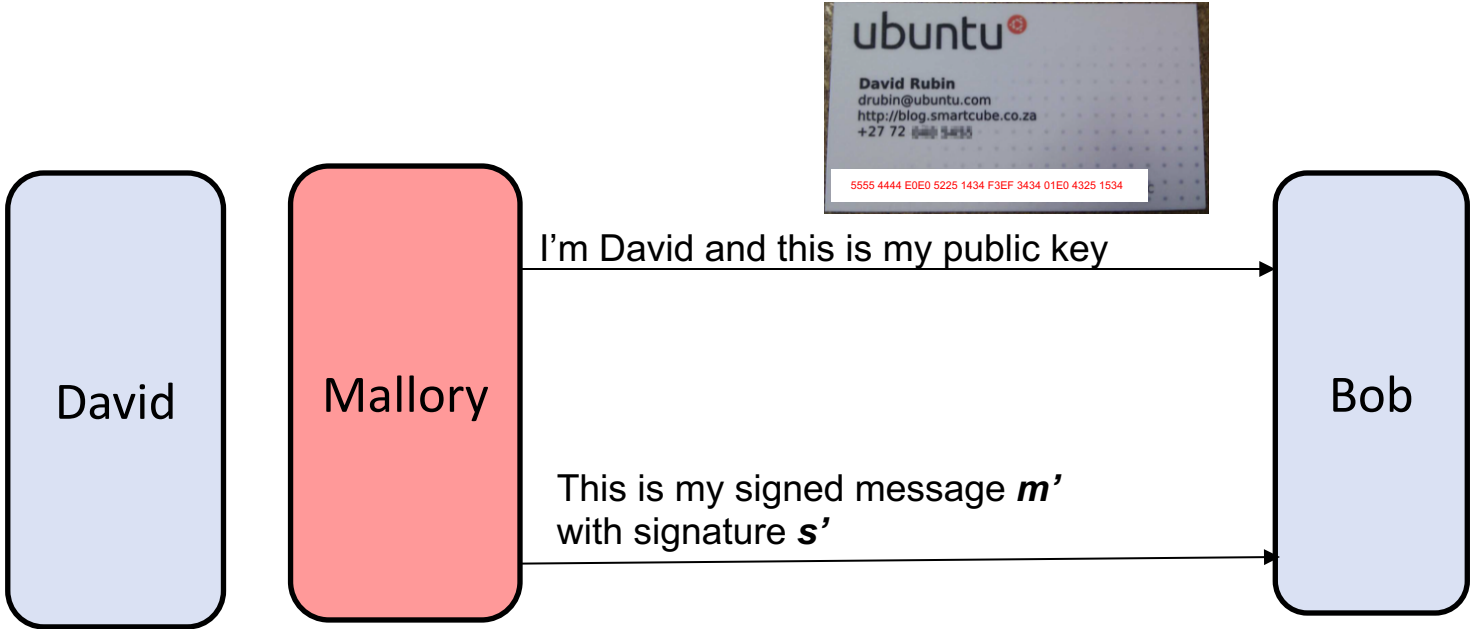 ubuntu
David Rubin
drubin@ubuntu.com
http://blog.smartcube.co.za
+27 72
5555 4444 E0E0 5225 1434 F3EF 3434 01E0 4325 1534
I'm David and this is my public key
David
Mallory
Bob
This is my signed message m'
with signature s'